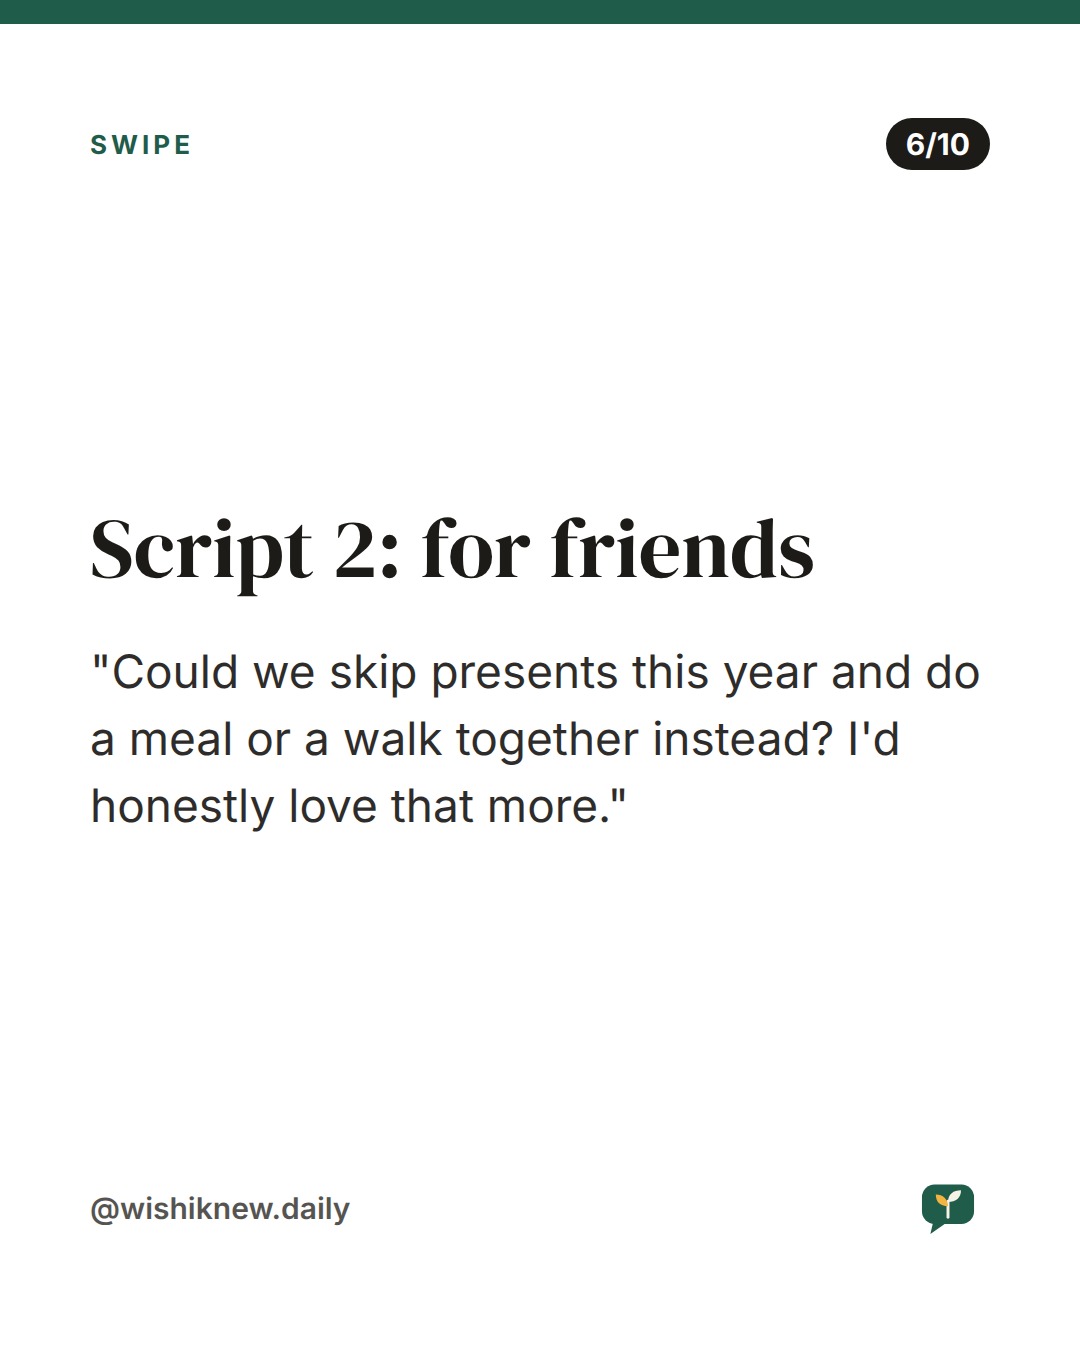 SWIPE
6/10
Script 2: for friends
"Could we skip presents this year and do
a meal or a walk together instead? I'd
honestly love that more."
@wishiknew.daily